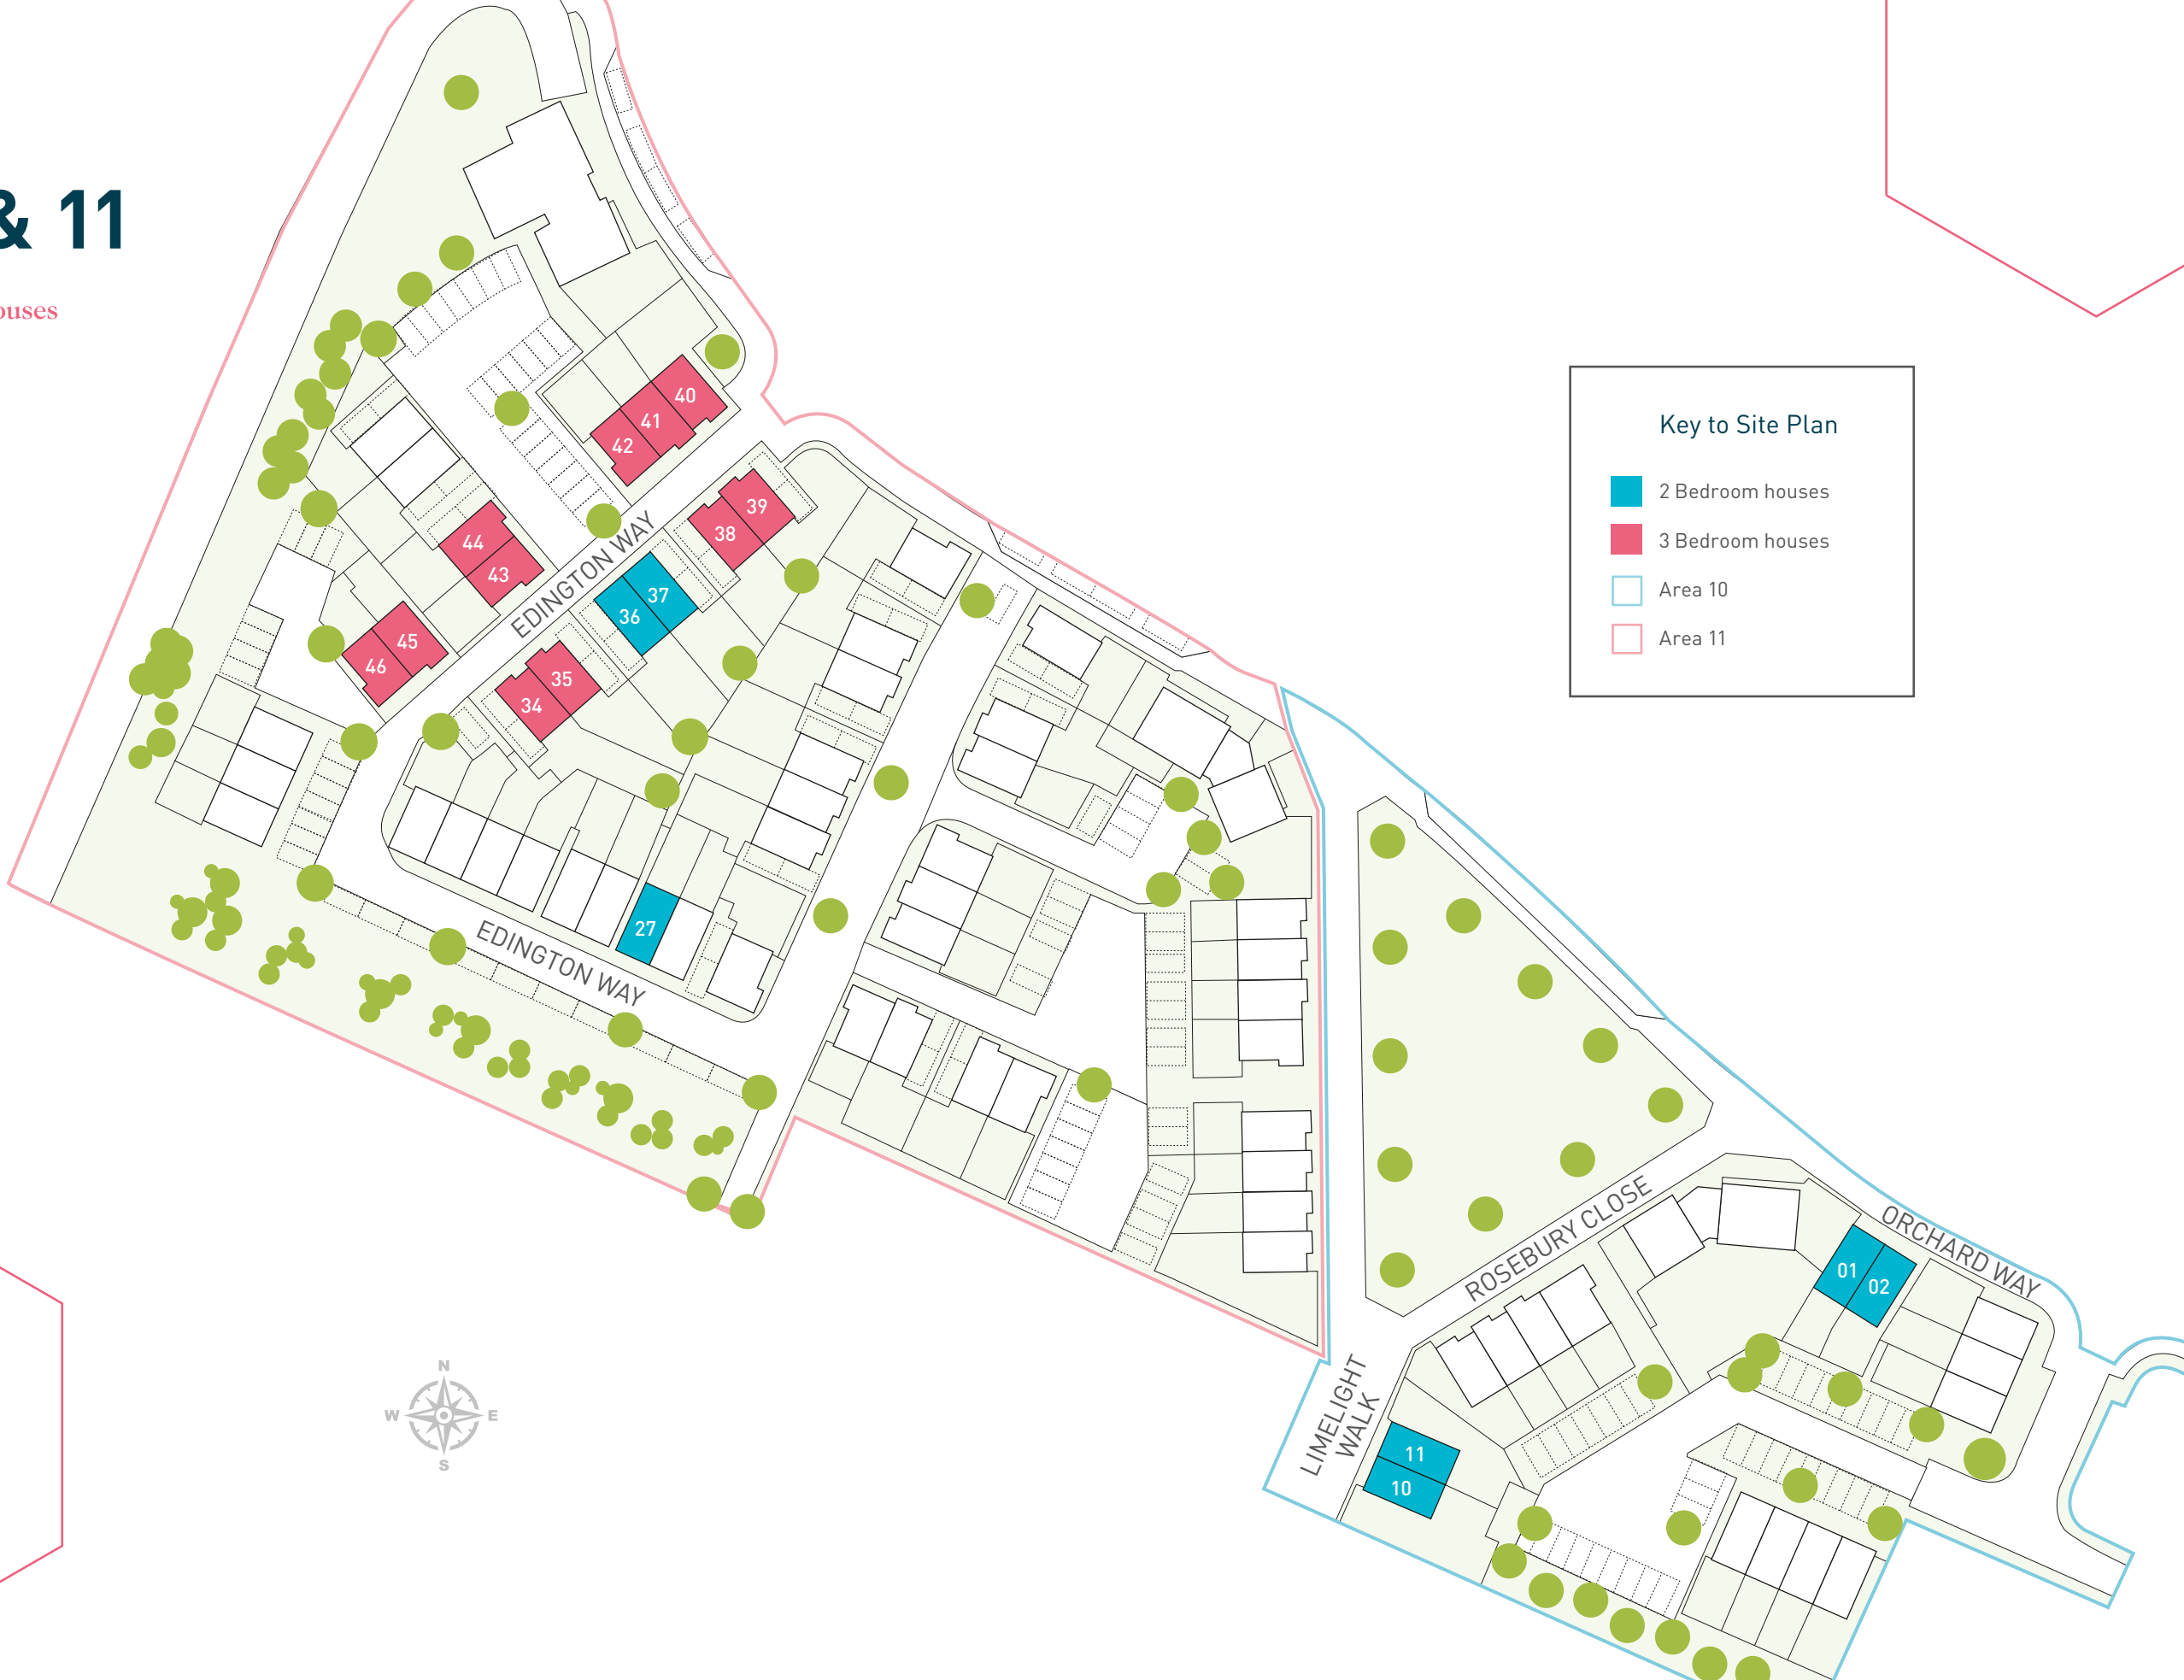 & 11
ouses
Key to Site Plan
2 Bedroom houses
3 Bedroom houses
Area 10
Area 11
40
41
42
39
38
44
43
EDINGTON WAY
37
36
45
46
35
34
27
EDINGTON WAY
ROSEBURY CLOSE
ORCHARD WAY
01
02
LIMELIGHT
WALK
11
10
N
W E
S